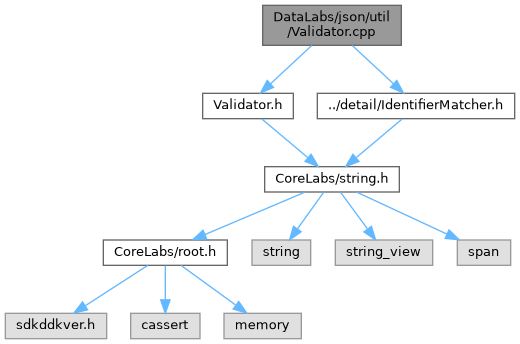 DataLabs/json/util
/Validator.cpp
Validator.h
../detail/IdentifierMatcher.h
CoreLabs/string.h
CoreLabs/root.h
string
string_view
span
sdkddkver.h
cassert
memory